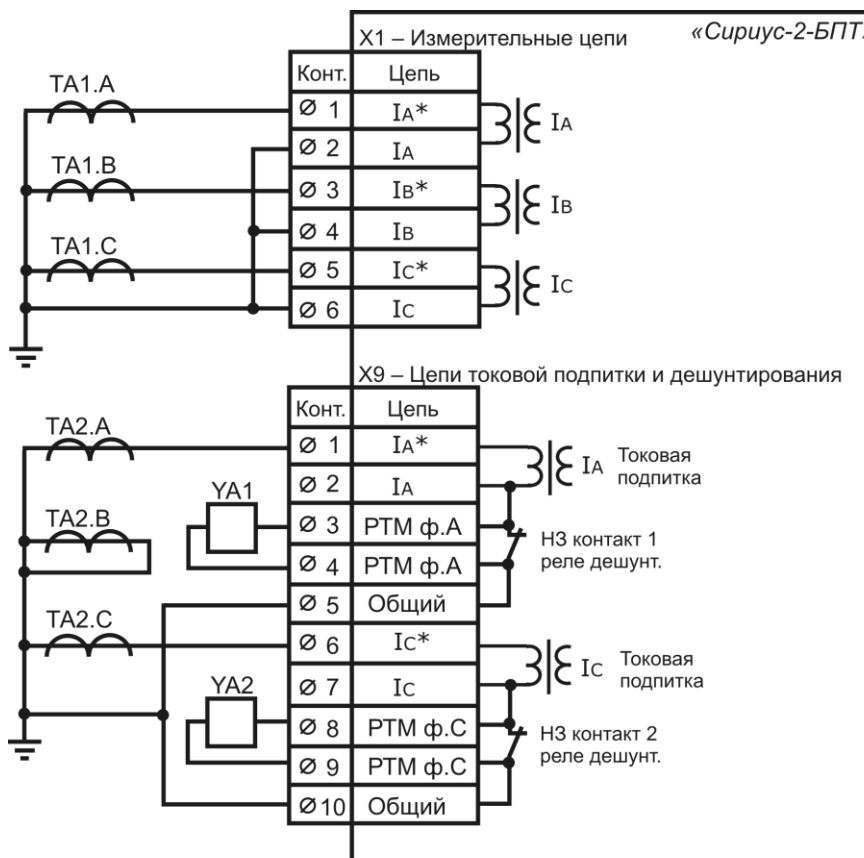 «Сириус-2-БПТ»
X1 – Измерительные цепи
Конт. Цепь
TA1.A
Ø 1 IA* IA
Ø 2 IA
TA1.B
Ø 3 IB* IB
Ø 4 IB
TA1.C
Ø 5 IC* IC
Ø 6 IC
X9 – Цепи токовой подпитки и дешунтирования
Конт. Цепь
TA2.A
Ø 1 IA*
IA Токовая
подпитка
Ø 2 IA
YA1
TA2.B
Ø 3 РТМ ф.А
НЗ контакт 1
реле дешунт.
Ø 4 РТМ ф.А
Ø 5 Общий
TA2.C
Ø 6 IC*
IC Токовая
подпитка
Ø 7 IC
YA2
Ø 8 РТМ ф.С
НЗ контакт 2
реле дешунт.
Ø 9 РТМ ф.С
Ø 10 Общий